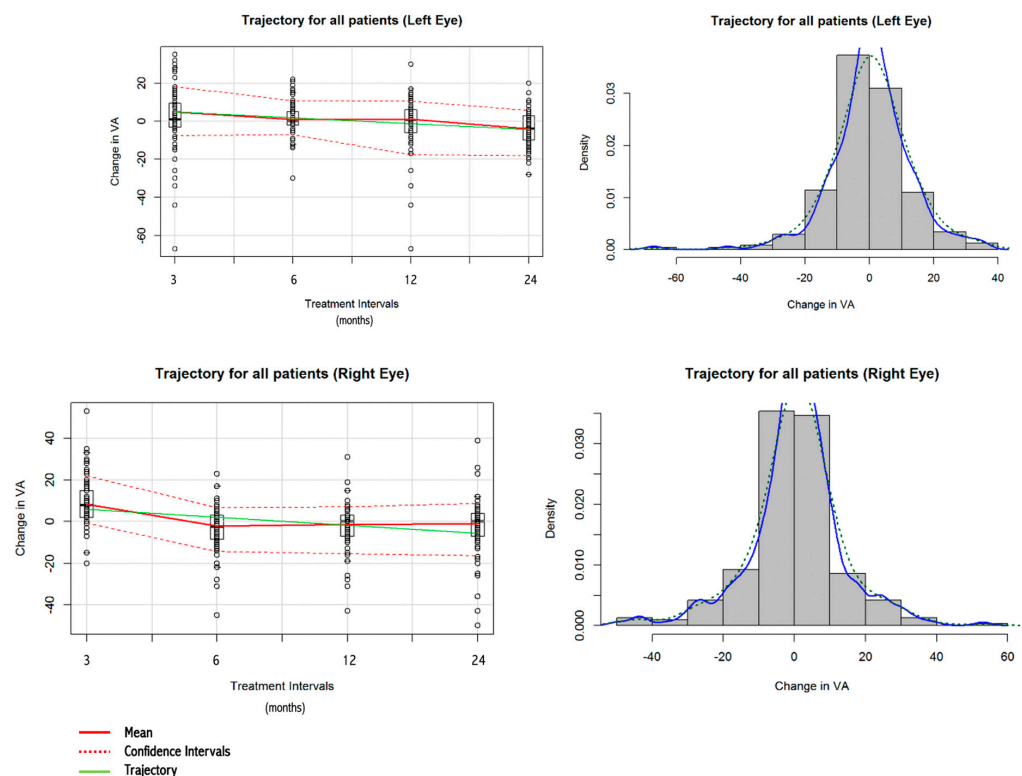 Trajectory for all patients (Left Eye)
Change in VA
20
0
-20
-40
-60
3
6
12
24
Treatment Intervals
(months)
Trajectory for all patients (Left Eye)
Density
0.03
0.02
0.01
0.00
-60
-40
-20
0
20
40
Change in VA
Trajectory for all patients (Right Eye)
Change in VA
40
20
0
-20
-40
3
6
12
24
Treatment Intervals
(months)
Trajectory for all patients (Right Eye)
Density
0.030
0.020
0.010
0.000
-40
-20
0
20
40
60
Change in VA
Mean
Confidence Intervals
Trajectory